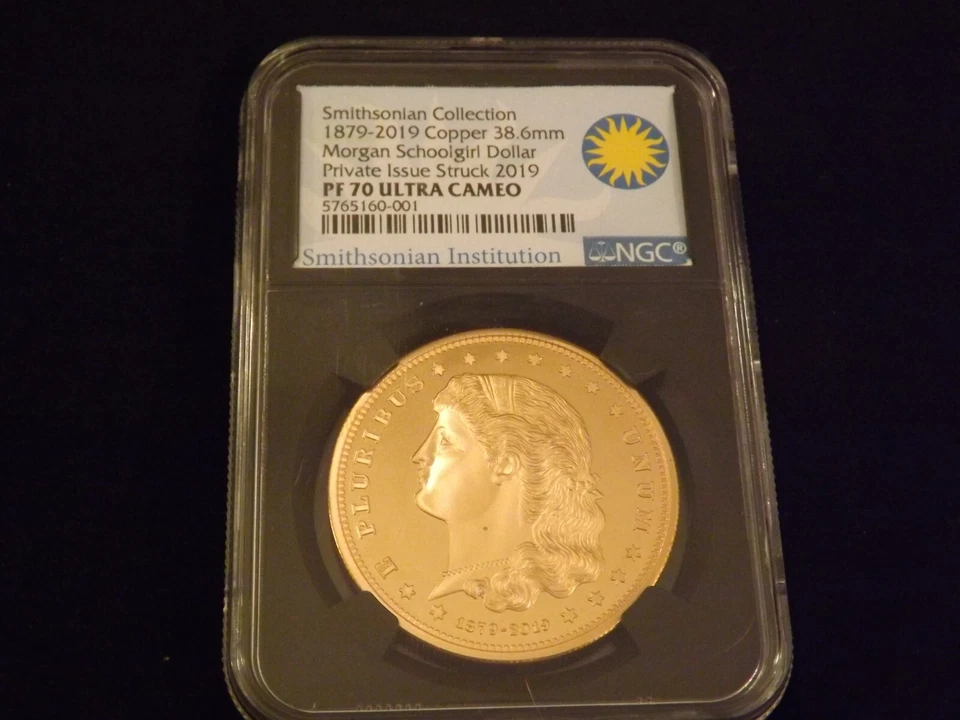 Smithsonian Collection
1879-2019 Copper 38.6mm
Morgan Schoolgirl Dollar
Private Issue Struck 2019
PF 70 ULTRA CAMEO
5765160-001
Smithsonian Institution
NGC®
E PLURIBUS UNUM
1879-2019